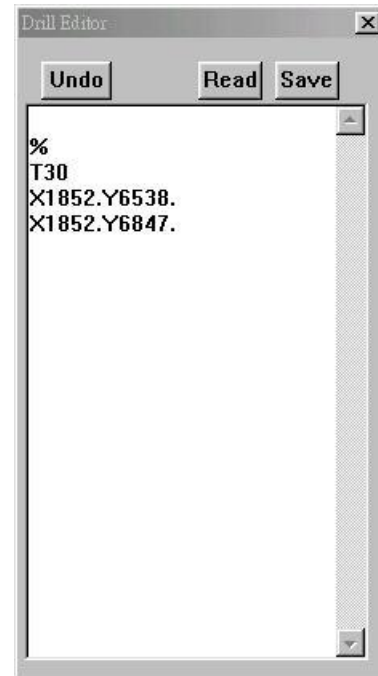 Drill Editor
Undo Read Save
%
T30
X1852.Y6538.
X1852.Y6847.